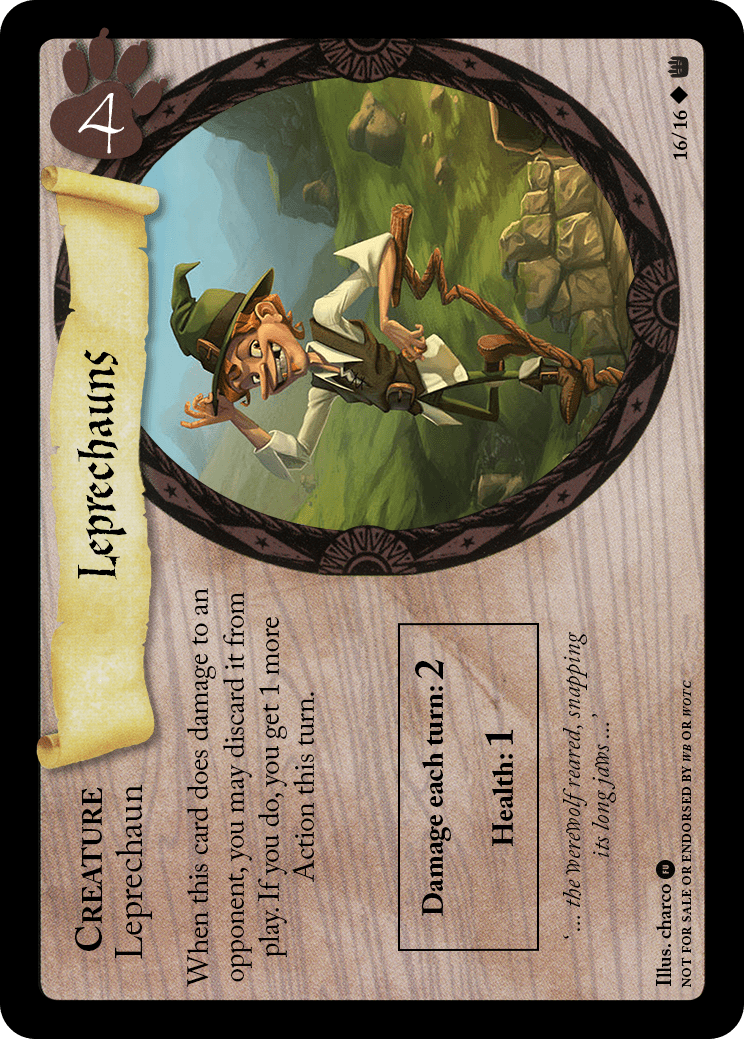 4
Leprechauns
CREATURE
Leprechaun
When this card does damage to an
opponent, you may discard it from
play. If you do, you get 1 more
Action this turn.
Damage each turn: 2
Health: 1
‘… the werewolf reared, snapping
its long jaws …’
Illus. charco FU
NOT FOR SALE OR ENDORSED BY WB OR WOTC
16/16